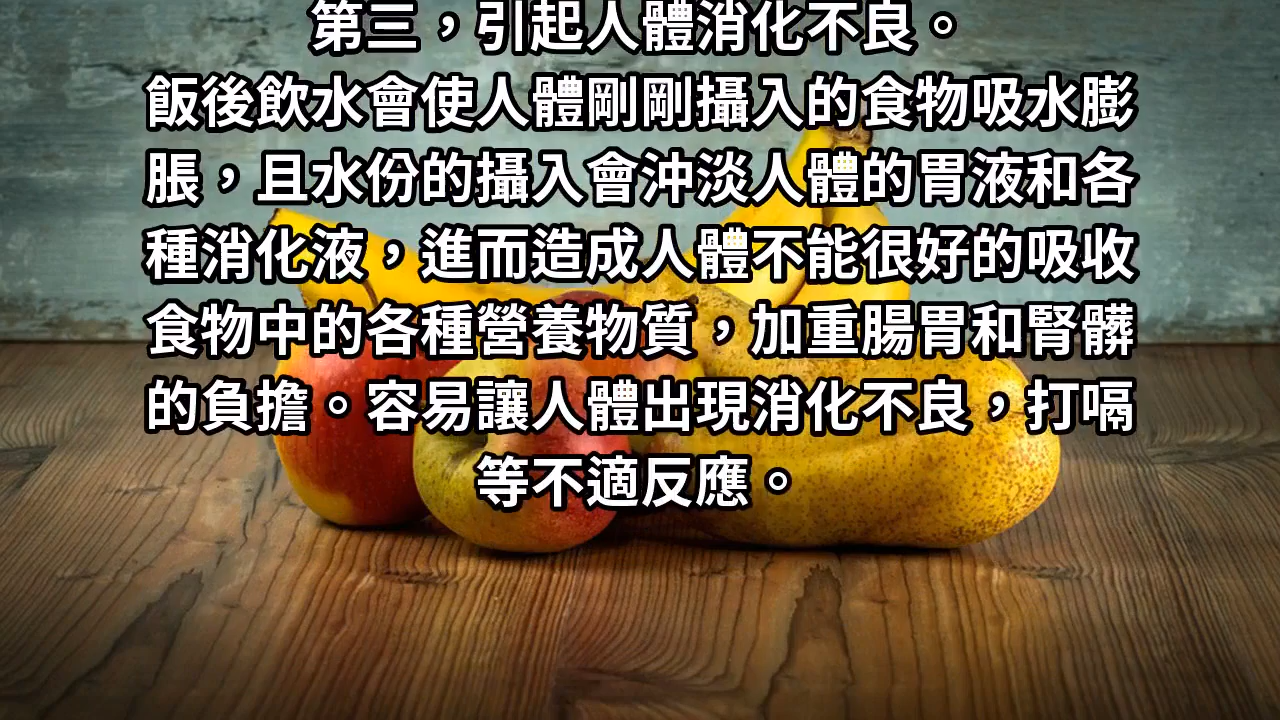 第三，引起人體消化不良。
飯後飲水會使人體剛剛攝入的食物吸水膨
脹，且水份的攝入會沖淡人體的胃液和各
種消化液，進而造成人體不能很好的吸收
食物中的各種營養物質，加重腸胃和腎髒
的負擔。容易讓人體出現消化不良，打嗝
等不適反應。